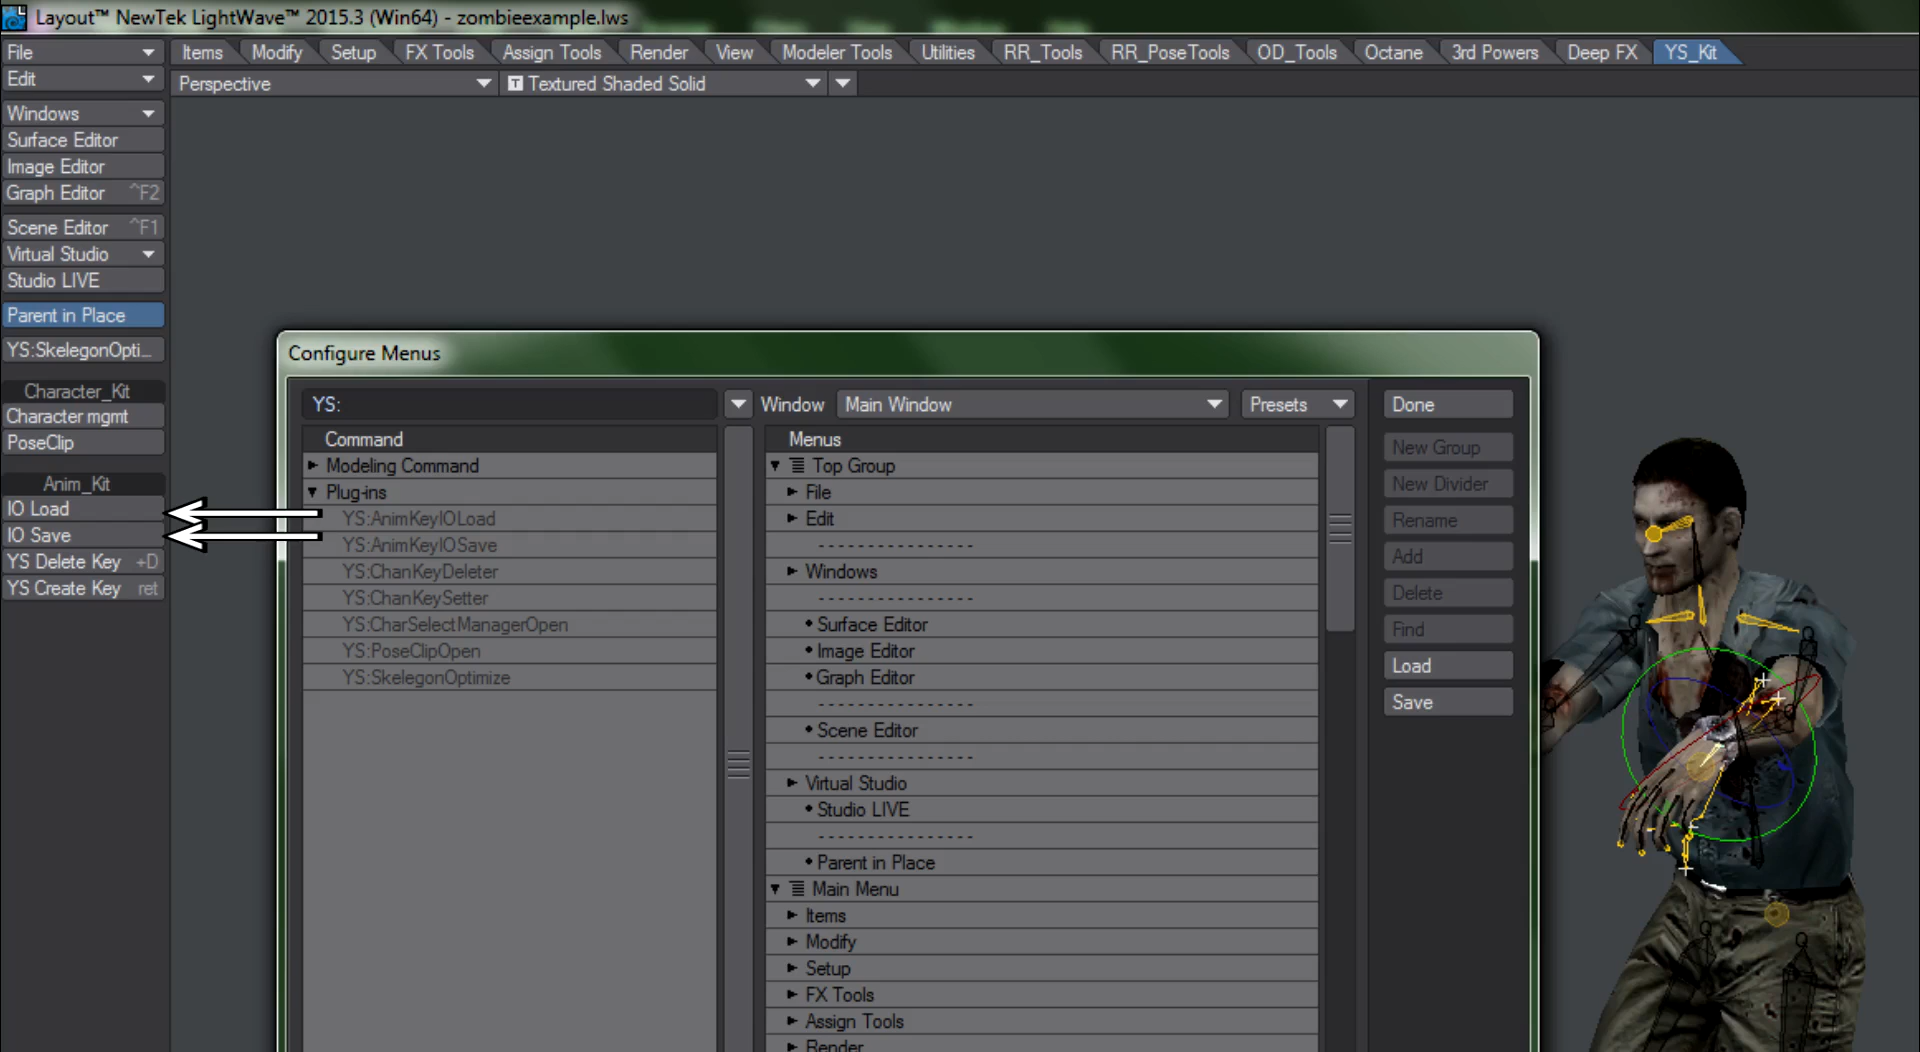 Layout™ NewTek LightWave™ 2015.3 (Win64) - zombieexample.lws
File
Items Modify Setup FX Tools Assign Tools Render View Modeler Tools Utilities RR_Tools RR_PoseTools OD_Tools Octane 3rd Powers Deep FX YS_Kit
Edit
Perspective
T Textured Shaded Solid
Windows
Surface Editor
Image Editor
Graph Editor ^F2
Scene Editor ^F1
Virtual Studio
Studio LIVE
Parent in Place
YS:SkelegonOpti...
Character_Kit
Character mgmt
PoseClip
Anim_Kit
IO Load
IO Save
YS Delete Key +D
YS Create Key ret
Configure Menus
YS:
Window Main Window
Presets
Command
Modeling Command
Plug-ins
YS:AnimKeyIOLoad
YS:AnimKeyIOSave
YS:ChanKeyDeleter
YS:ChanKeySetter
YS:CharSelectManagerOpen
YS:PoseClipOpen
YS:SkelegonOptimize
Menus
Top Group
File
Edit
----------------
Windows
----------------
Surface Editor
Image Editor
Graph Editor
----------------
Scene Editor
----------------
Virtual Studio
Studio LIVE
----------------
Parent in Place
Main Menu
Items
Modify
Setup
FX Tools
Assign Tools
Render
Done
New Group
New Divider
Rename
Add
Delete
Find
Load
Save